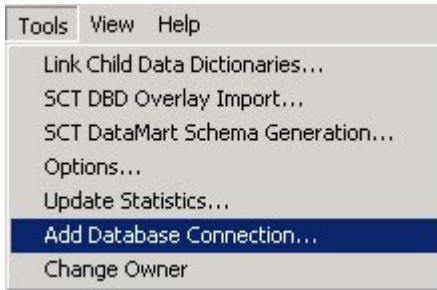 Tools View Help
Link Child Data Dictionaries...
SCT DBD Overlay Import...
SCT DataMart Schema Generation...
Options...
Update Statistics...
Add Database Connection...
Change Owner